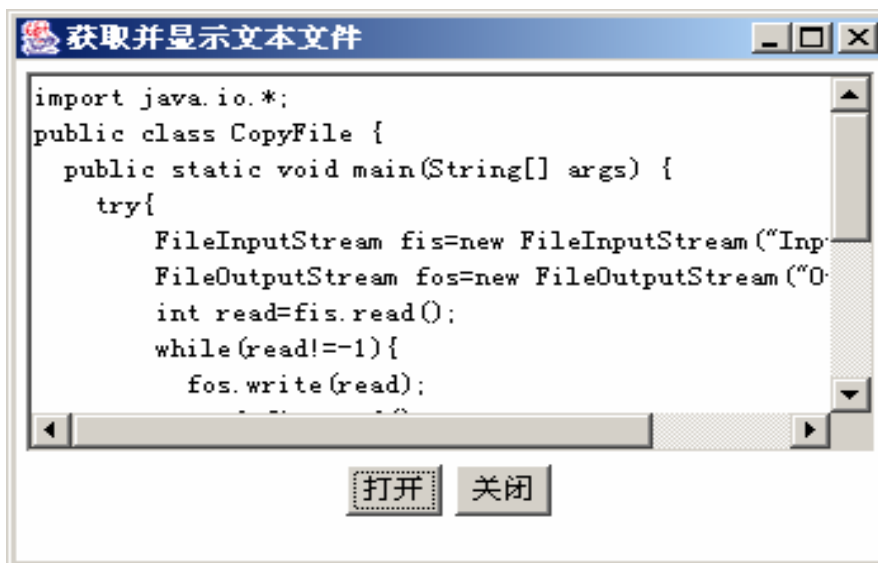 获取并显示文本文件
import java.io.*;
public class CopyFile {
public static void main(String[] args) {
try{
FileInputStream fis=new FileInputStream("Inp
FileOutputStream fos=new FileOutputStream("O
int read=fis.read();
while(read!=-1){
fos.write(read);
打开 关闭